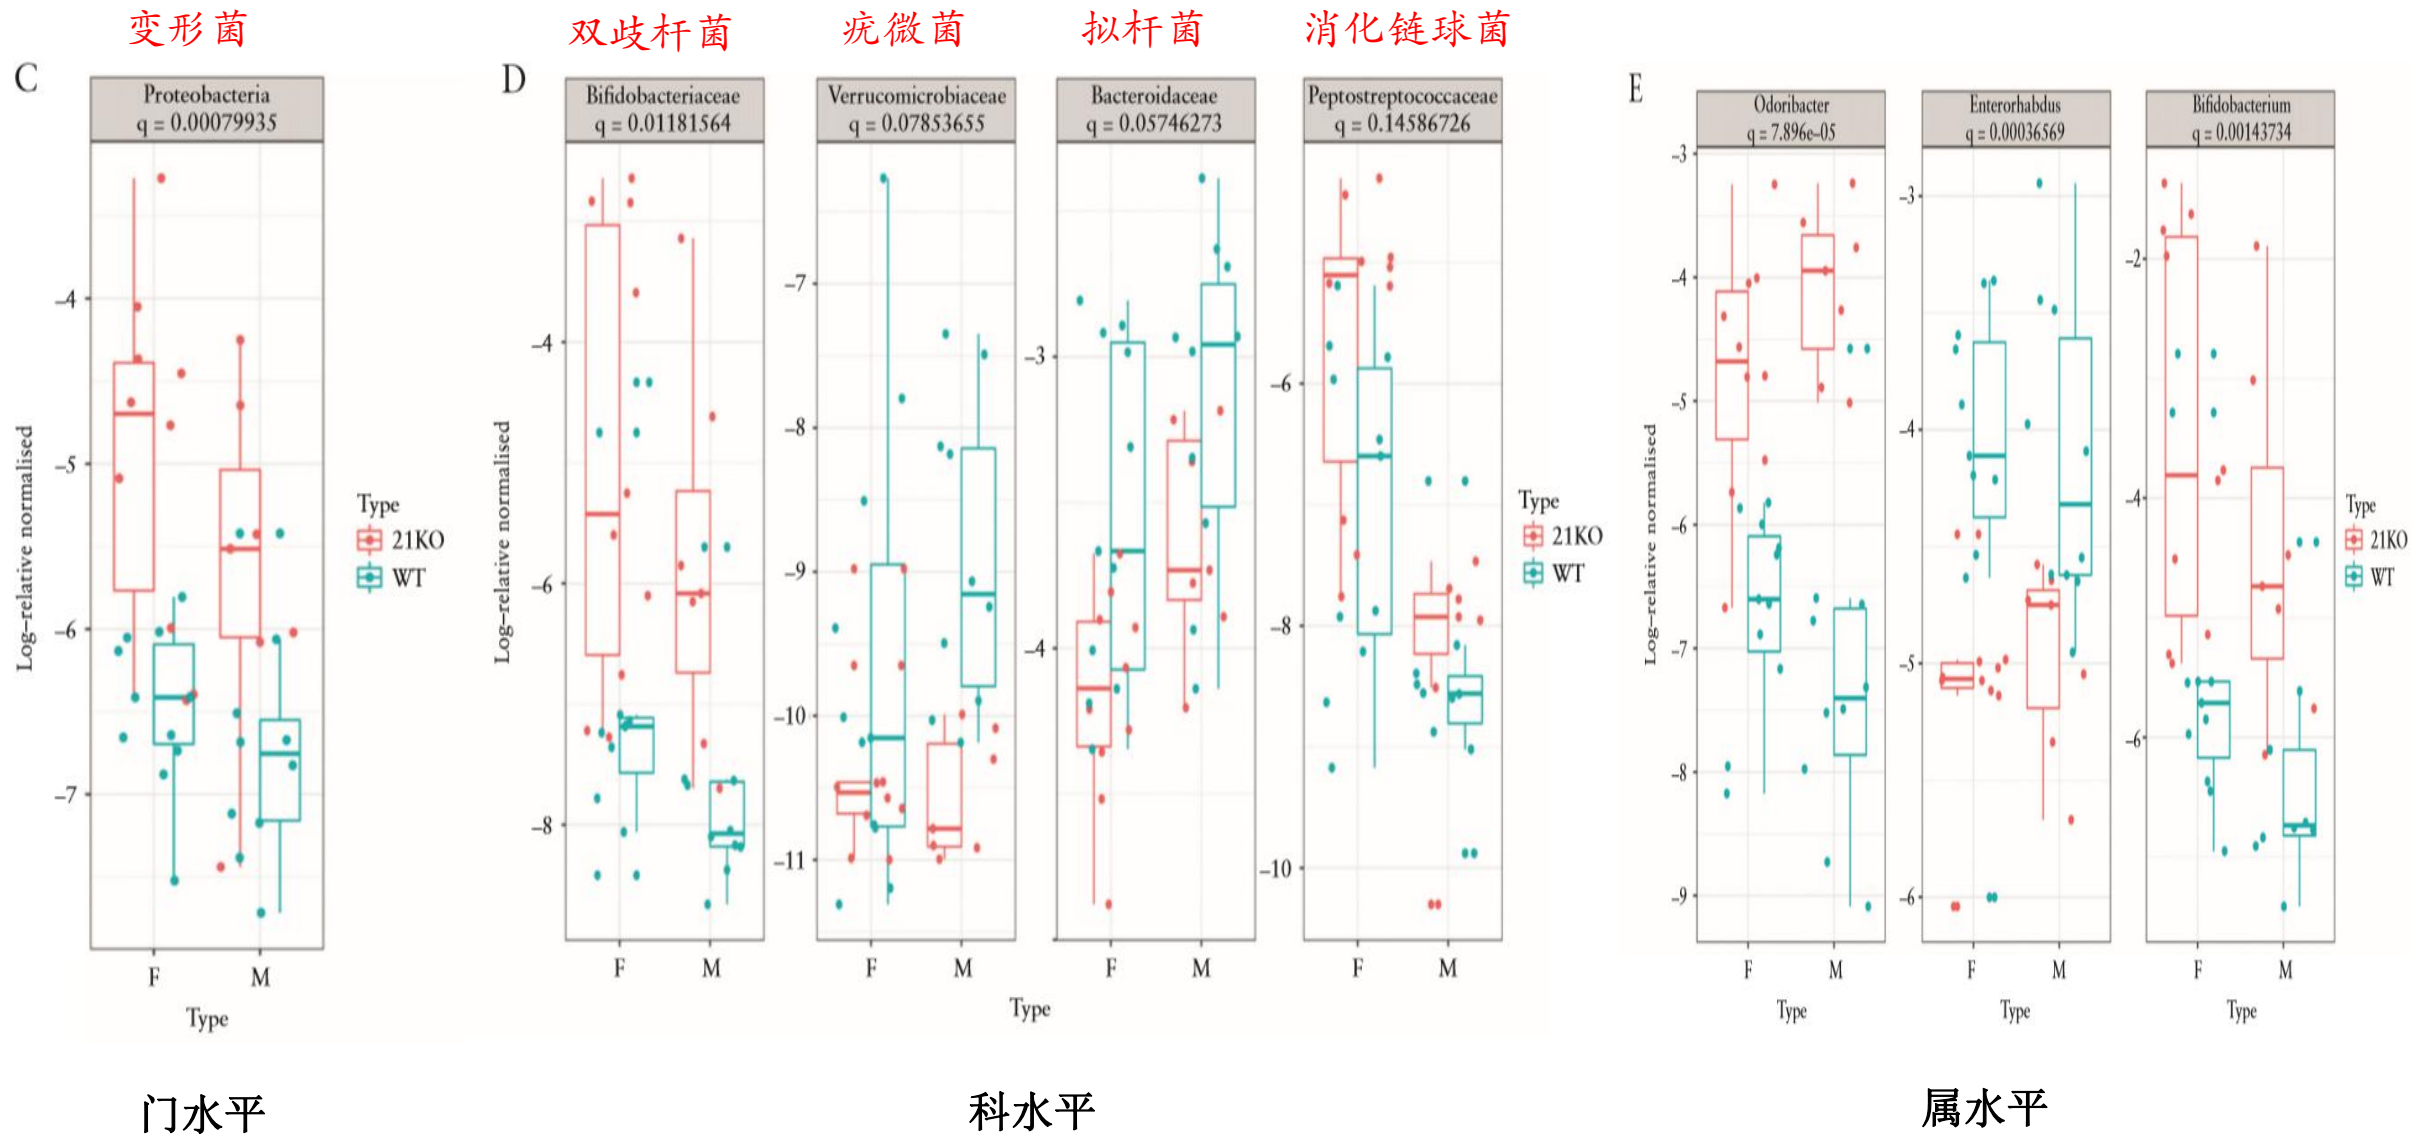 变形菌
双歧杆菌
疣微菌
拟杆菌
消化链球菌
C
Proteobacteria
q = 0.00079935
Log–relative normalised
–4
–5
–6
–7
F
M
Type
Type
21KO
WT
D
Bifidobacteriaceae
q = 0.01181564
Log–relative normalised
–4
–6
–8
F
M
Verrucomicrobiaceae
q = 0.07853655
–7
–8
–9
–10
–11
F
M
Bacteroidaceae
q = 0.05746273
–3
–4
F
M
Peptostreptococcaceae
q = 0.14586726
–6
–8
–10
F
M
Type
Type
21KO
WT
E
Odoribacter
q = 7.896e–05
Log–relative normalised
–3
–4
–5
–6
–7
–8
–9
F
M
Type
Enterorhabdus
q = 0.00036569
–3
–4
–5
–6
F
M
Type
Bifidobacterium
q = 0.00143734
–2
–4
–6
F
M
Type
Type
21KO
WT
门水平
科水平
属水平